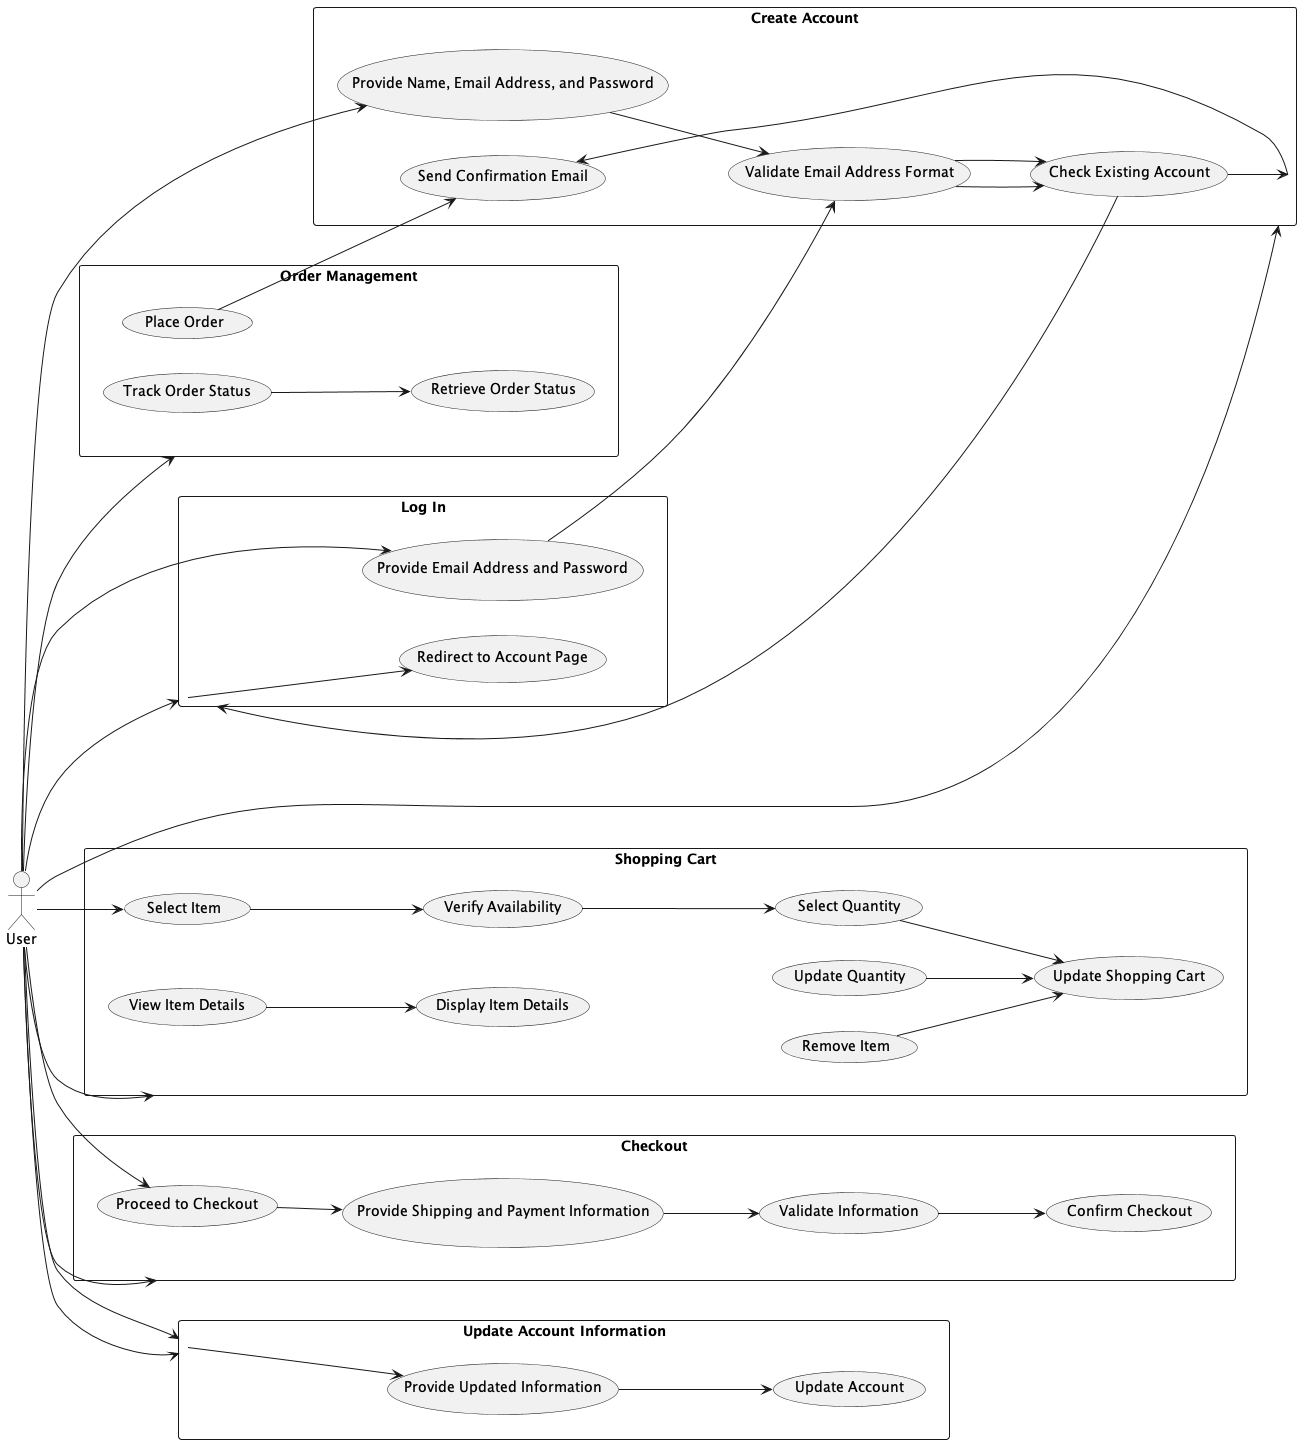 Create Account
Provide Name, Email Address, and Password
Send Confirmation Email
Validate Email Address Format
Check Existing Account
Order Management
Place Order
Track Order Status
Retrieve Order Status
Log In
Provide Email Address and Password
Redirect to Account Page
User
Shopping Cart
Select Item
Verify Availability
Select Quantity
Update Quantity
Update Shopping Cart
View Item Details
Display Item Details
Remove Item
Checkout
Proceed to Checkout
Provide Shipping and Payment Information
Validate Information
Confirm Checkout
Update Account Information
Provide Updated Information
Update Account